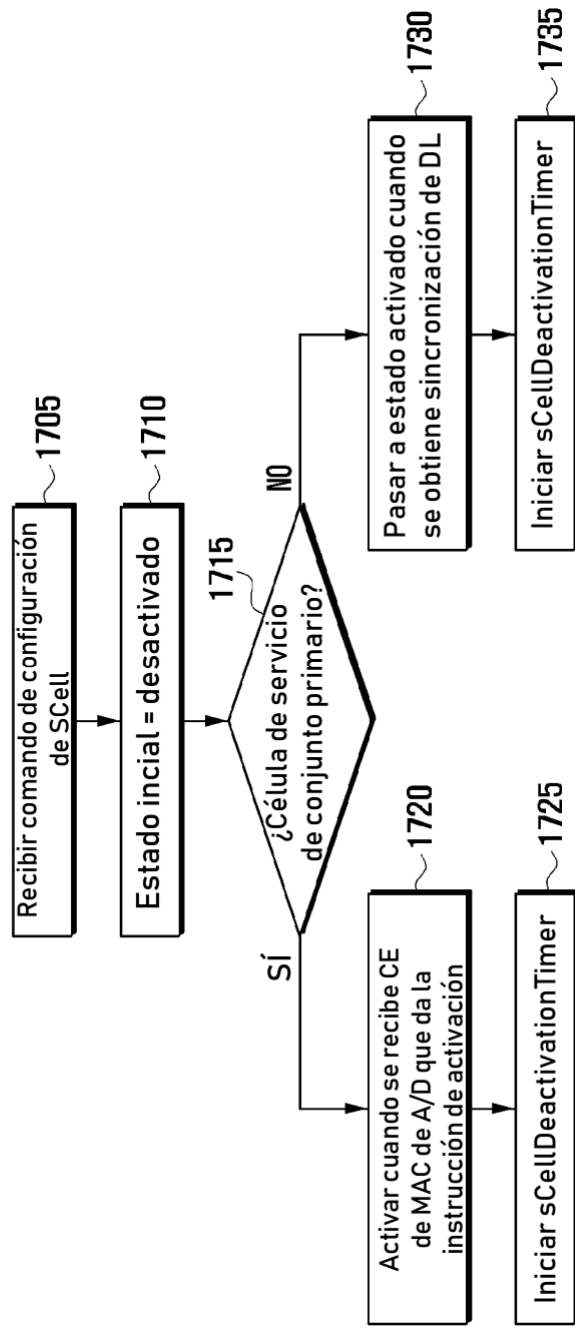 Recibir comando de configuración
de SCell
1705
Estado incial = desactivado
1710
¿Célula de servicio
de conjunto primario?
1715
SÍ
NO
Activar cuando se recibe CE
de MAC de A/D que da la
instrucción de activación
1720
Iniciar sCellDeactivationTimer
1725
Pasar a estado activado cuando
se obtiene sincronización de DL
1730
Iniciar sCellDeactivationTimer
1735